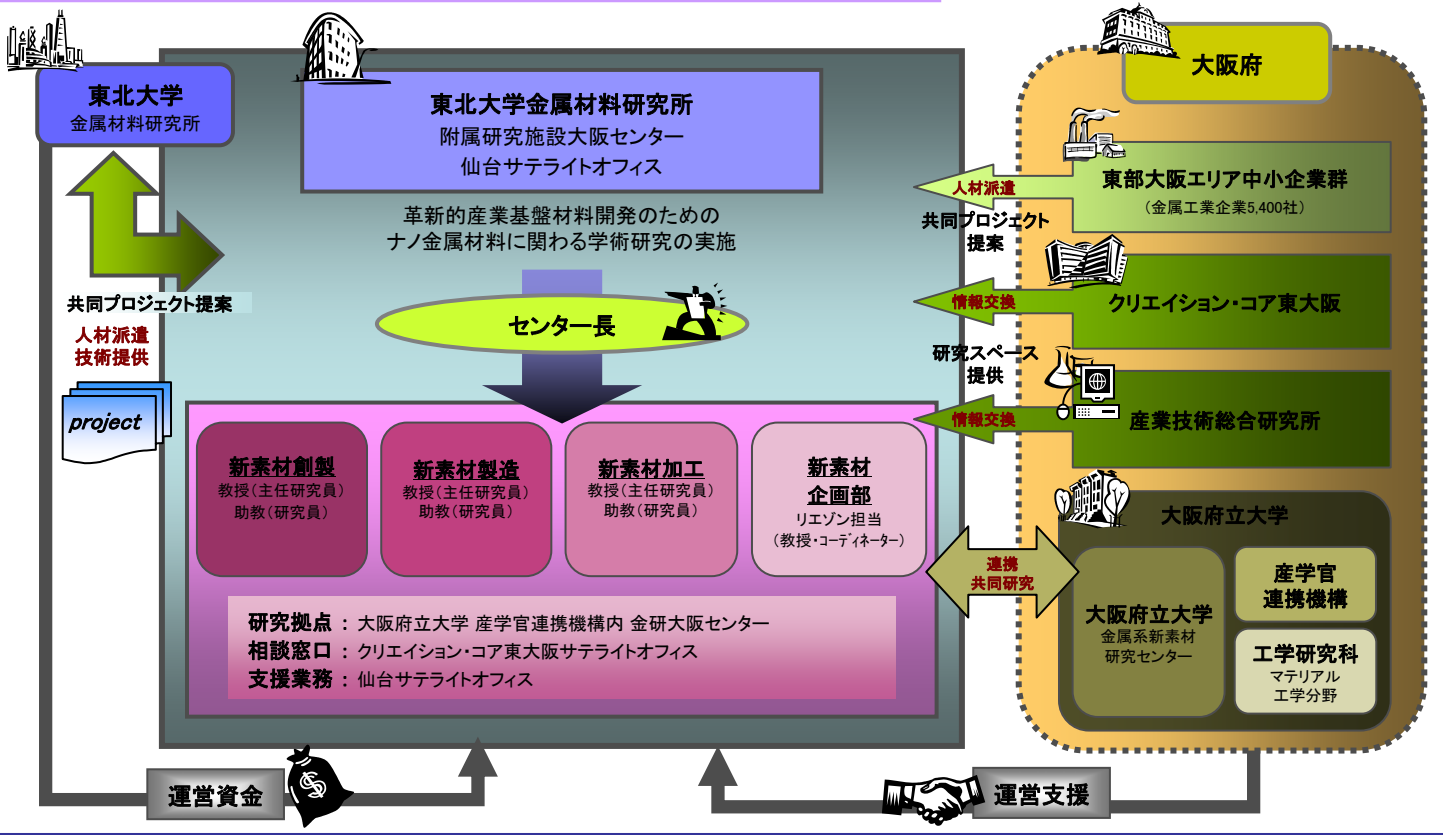 東北大学
金属材料研究所
東北大学金属材料研究所
附属研究施設大阪センター
仙台サテライトオフィス
革新的産業基盤材料開発のための
ナノ金属材料に関わる学術研究の実施
センター長
共同プロジェクト提案
人材派遣
技術提供
project
新素材創製
教授(主任研究員)
助教(研究員)
新素材製造
教授(主任研究員)
助教(研究員)
新素材加工
教授(主任研究員)
助教(研究員)
新素材
企画部
リエゾン担当
(教授・コーディネーター)
研究拠点 : 大阪府立大学 産学官連携機構内 金研大阪センター
相談窓口 : クリエイション・コア東大阪サテライトオフィス
支援業務 : 仙台サテライトオフィス
大阪府
人材派遣
東部大阪エリア中小企業群
(金属工業企業5,400社)
共同プロジェクト
提案
情報交換
クリエイション・コア東大阪
研究スペース
提供
情報交換
産業技術総合研究所
連携
共同研究
大阪府立大学
大阪府立大学
金属系新素材
研究センター
産学官
連携機構
工学研究科
マテリアル
工学分野
運営資金
$
運営支援